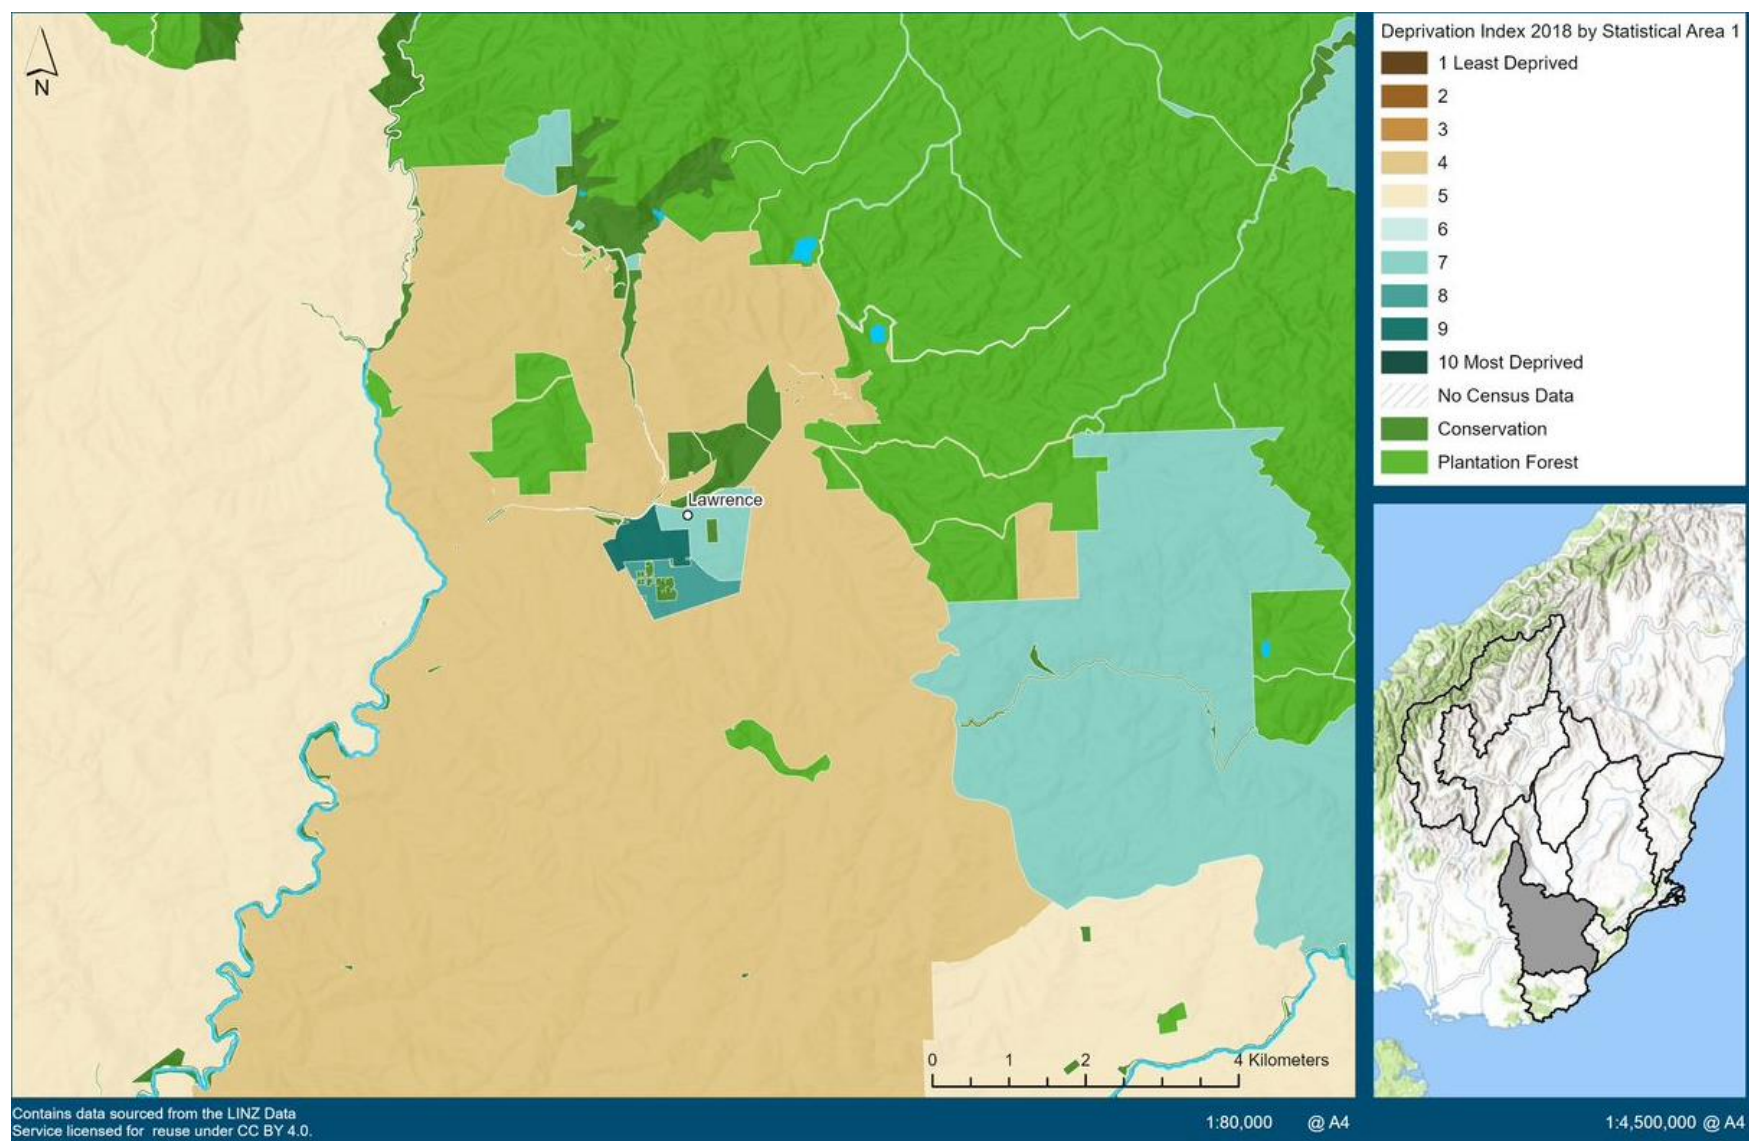 N
Lawrence
0 1 2 4 Kilometers
Contains data sourced from the LINZ Data
Service licensed for reuse under CC BY 4.0.
1:80,000 @ A4
Deprivation Index 2018 by Statistical Area 1
1 Least Deprived
2
3
4
5
6
7
8
9
10 Most Deprived
No Census Data
Conservation
Plantation Forest
1:4,500,000 @ A4